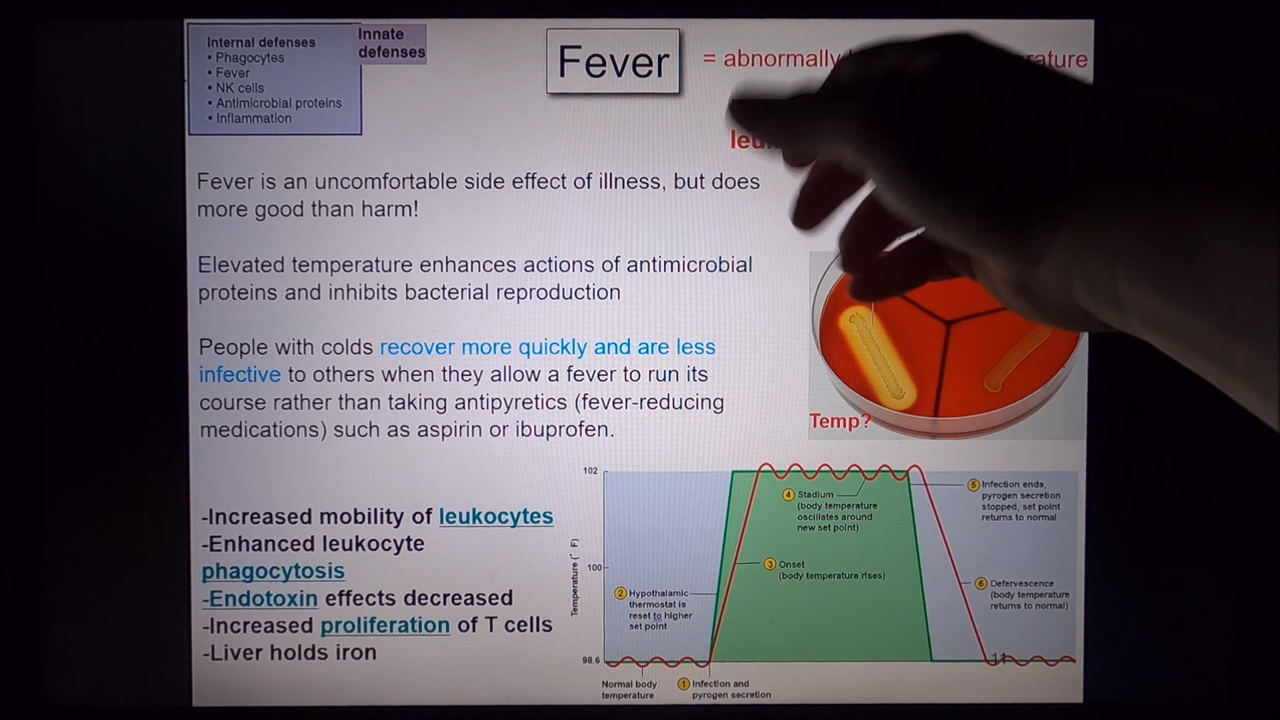 Internal defenses
• Phagocytes
• Fever
• NK cells
• Antimicrobial proteins
• Inflammation
Innate
defenses
Fever
= abnormally
Fever is an uncomfortable side effect of illness, but does
more good than harm!
Elevated temperature enhances actions of antimicrobial
proteins and inhibits bacterial reproduction
People with colds recover more quickly and are less
infective to others when they allow a fever to run its
course rather than taking antipyretics (fever-reducing
medications) such as aspirin or ibuprofen.
Temp?
-Increased mobility of leukocytes
-Enhanced leukocyte
phagocytosis
-Endotoxin effects decreased
-Increased proliferation of T cells
-Liver holds iron
Temperature (° F)
102
100
98.6
4 Stadium
(body temperature
oscillates around
new set point)
5 Infection ends,
pyrogen secretion
stopped, set point
returns to normal
3 Onset
(body temperature rises)
2 Hypothalamic
thermostat is
reset to higher
set point
6 Defervescence
(body temperature
returns to normal)
11
Normal body
temperature
1 Infection and
pyrogen secretion